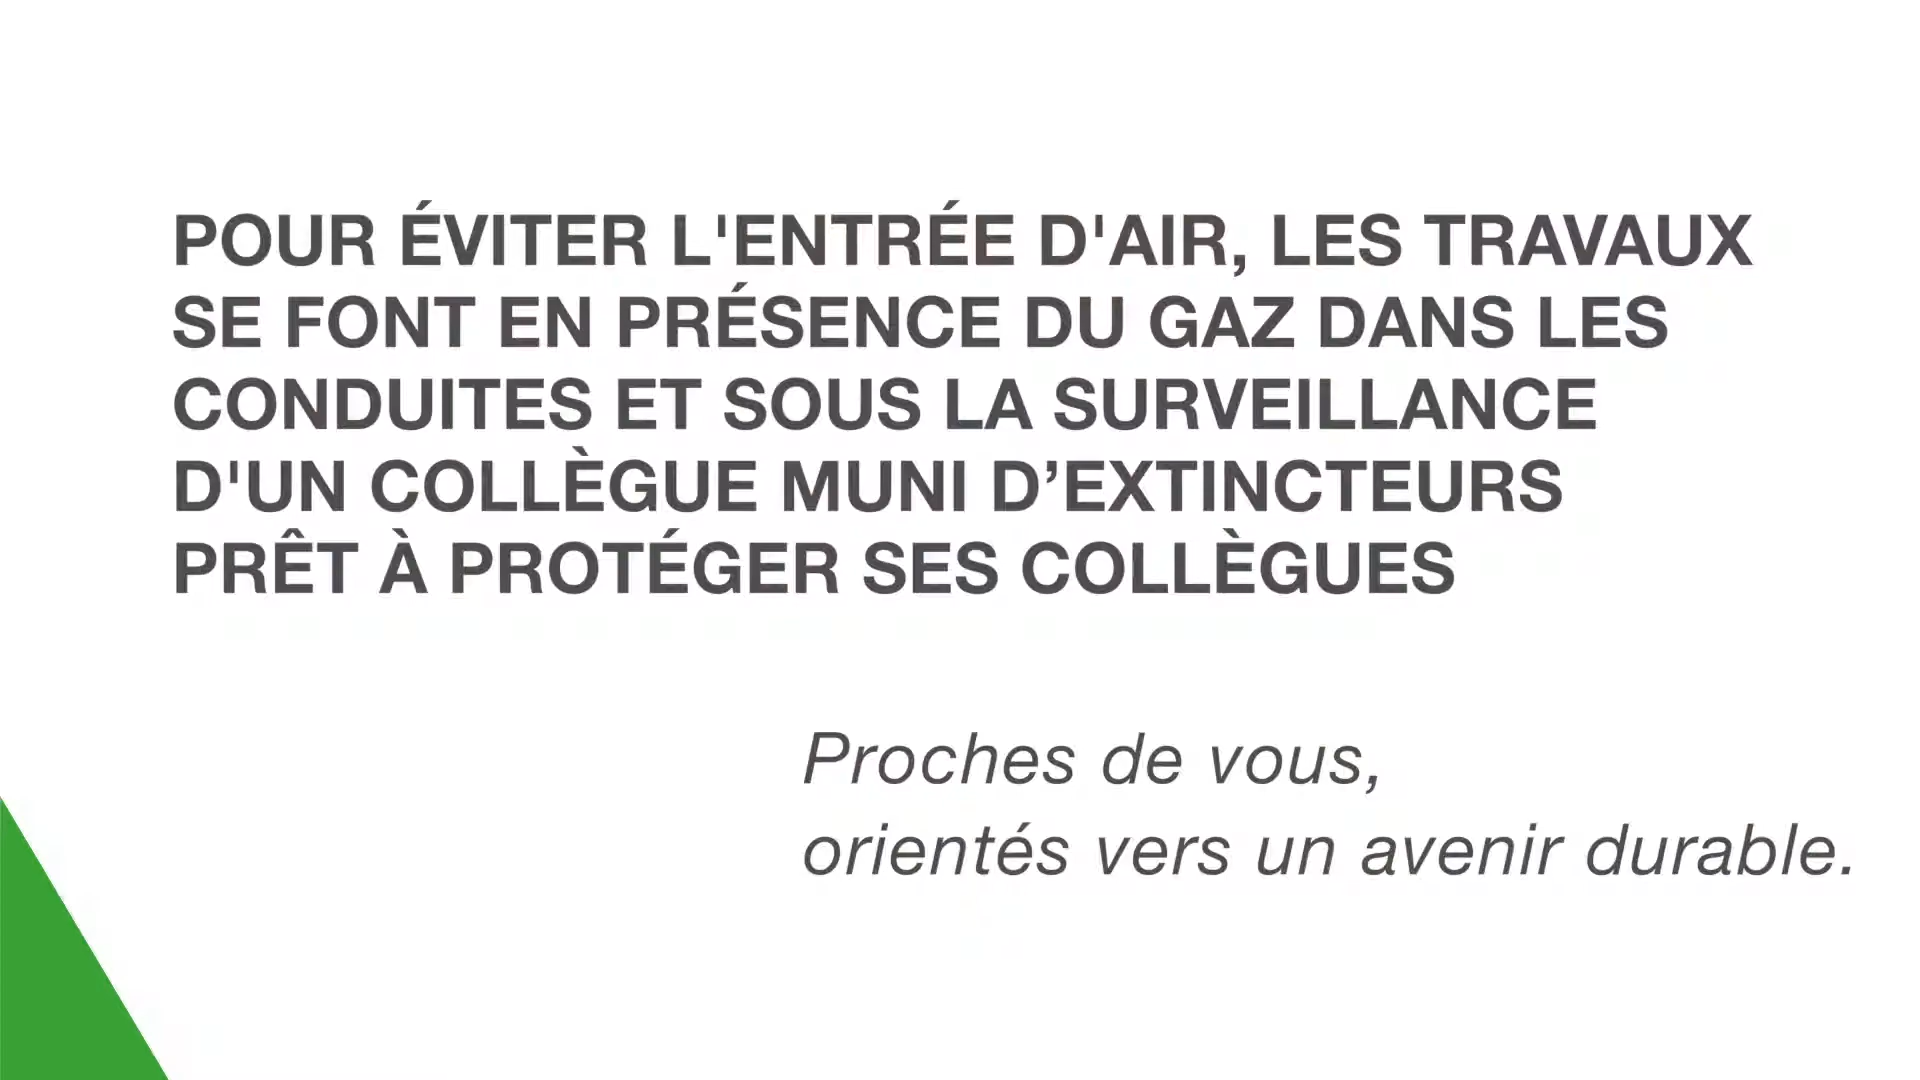 POUR ÉVITER L'ENTRÉE D'AIR, LES TRAVAUX
SE FONT EN PRÉSENCE DU GAZ DANS LES
CONDUITES ET SOUS LA SURVEILLANCE
D'UN COLLÈGUE MUNI D’EXTINCTEURS
PRÊT À PROTÉGER SES COLLÈGUES
Proches de vous,
orientés vers un avenir durable.